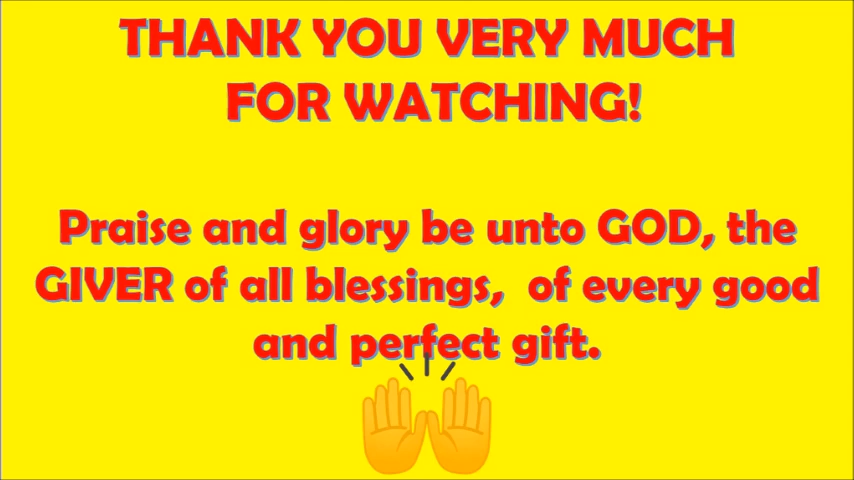 THANK YOU VERY MUCH
FOR WATCHING!
Praise and glory be unto GOD, the
GIVER of all blessings,  of every good
and perfect gift.